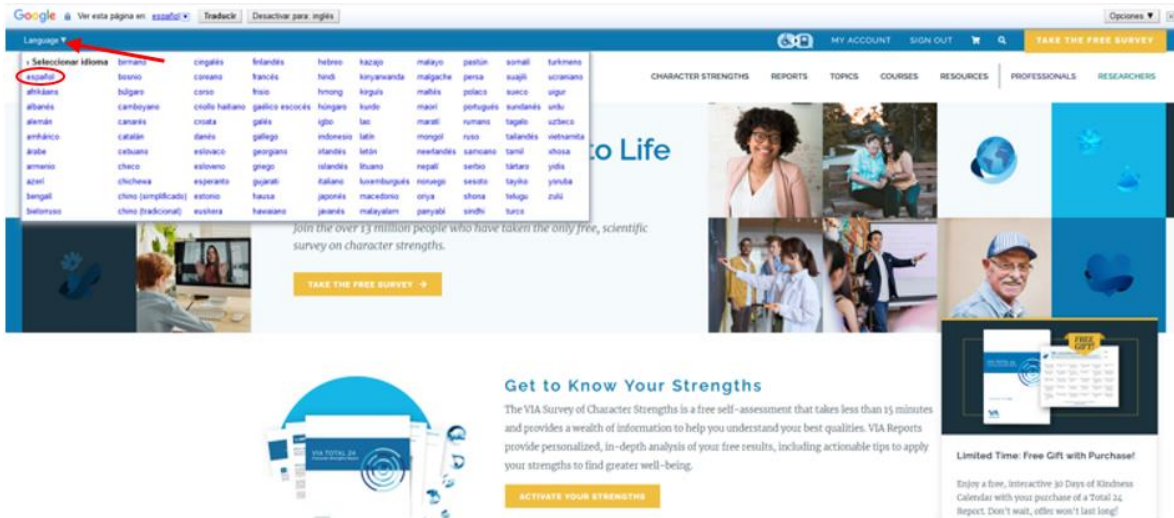 Google Ver esta página en: español ▼ Traducir Desactivar para: inglés Opciones ▼
Language ▼ MY ACCOUNT SIGN OUT TAKE THE FREE SURVEY
› Seleccionar idioma birmano cingalés finlandés hebreo kazajo malayo pastún somalí turkmeno
español bosnio coreano francés hindi kinyarwanda malgache persa suajili ucraniano
afrikáans búlgaro corso frisio hmong kirguís maltés polaco sueco uigur
albanés camboyano criollo haitiano gaélico escocés húngaro kurdo maorí portugués sundanés urdu
alemán canarés croata galés igbo lao maratí rumano tagalo uzbeco
amhárico catalán danés gallego indonesio latín mongol ruso tailandés vietnamita
árabe cebuano eslovaco georgiano irlandés letón neerlandés samoano tamil xhosa
armenio checo esloveno griego islandés lituano nepalí serbio tártaro yidis
azerí chichewa esperanto gujarati italiano luxemburgués noruego sesoto tayiko yoruba
bengalí chino (simplificado) estonio hausa japonés macedonio oriya shona telugu zulú
bielorruso chino (tradicional) euskera hawaiano javanés malayalam panyabí sindhi turco
CHARACTER STRENGTHS REPORTS TOPICS COURSES RESOURCES PROFESSIONALS RESEARCHERS
to Life
Join the over 13 million people who have taken the only free, scientific
survey on character strengths.
TAKE THE FREE SURVEY →
Get to Know Your Strengths
The VIA Survey of Character Strengths is a free self-assessment that takes less than 15 minutes
and provides a wealth of information to help you understand your best qualities. VIA Reports
provide personalized, in-depth analysis of your free results, including actionable tips to apply
your strengths to find greater well-being.
ACTIVATE YOUR STRENGTHS
VIA TOTAL 24
FREE
GIFT!
Limited Time: Free Gift with Purchase!
Enjoy a free, interactive 30 Days of Kindness
Calendar with your purchase of a Total 24
Report. Don't wait, offer won't last long!